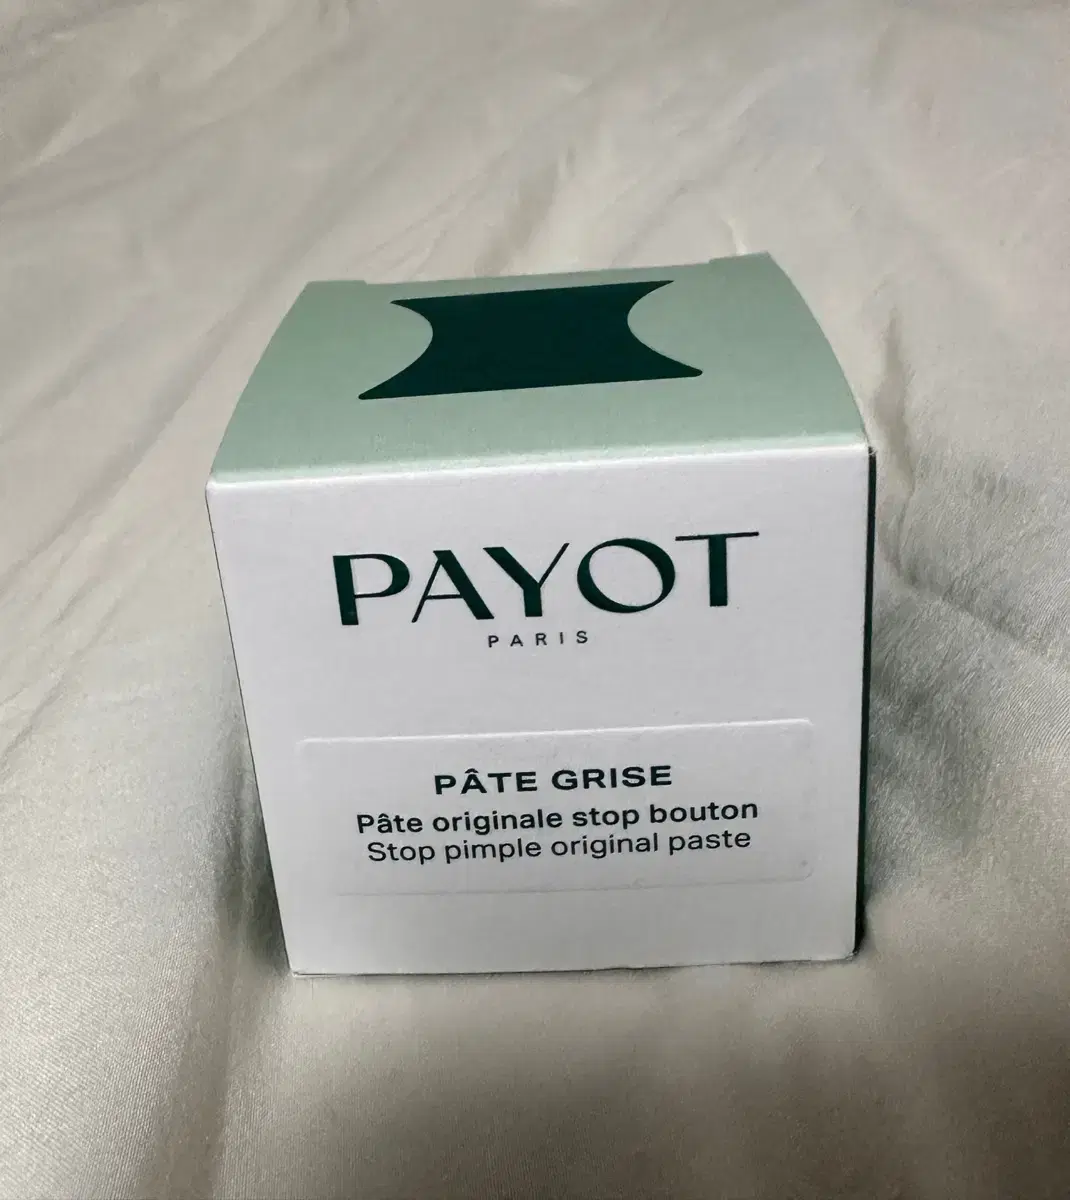 PAYOT
PARIS
PÂTE GRISE
Pâte originale stop bouton
Stop pimple original paste